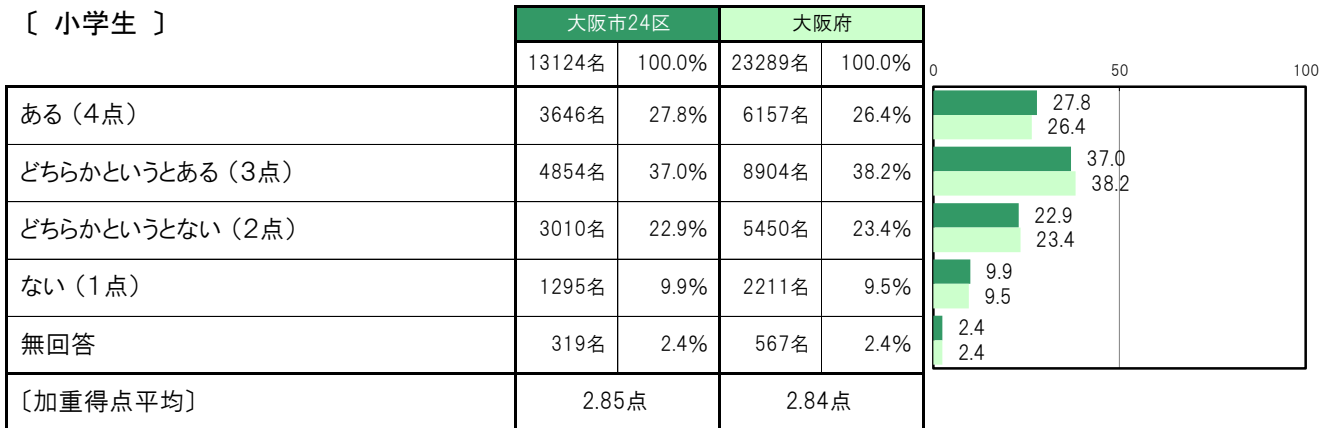 〔 小学生 〕
大阪市24区 大阪府
13124名 100.0% 23289名 100.0%
0 50 100
ある（4点） 3646名 27.8% 6157名 26.4%
27.8
26.4
どちらかというとある（3点） 4854名 37.0% 8904名 38.2%
37.0
38.2
どちらかというとない（2点） 3010名 22.9% 5450名 23.4%
22.9
23.4
ない（1点） 1295名 9.9% 2211名 9.5%
9.9
9.5
無回答 319名 2.4% 567名 2.4%
2.4
2.4
〔加重得点平均〕 2.85点 2.84点